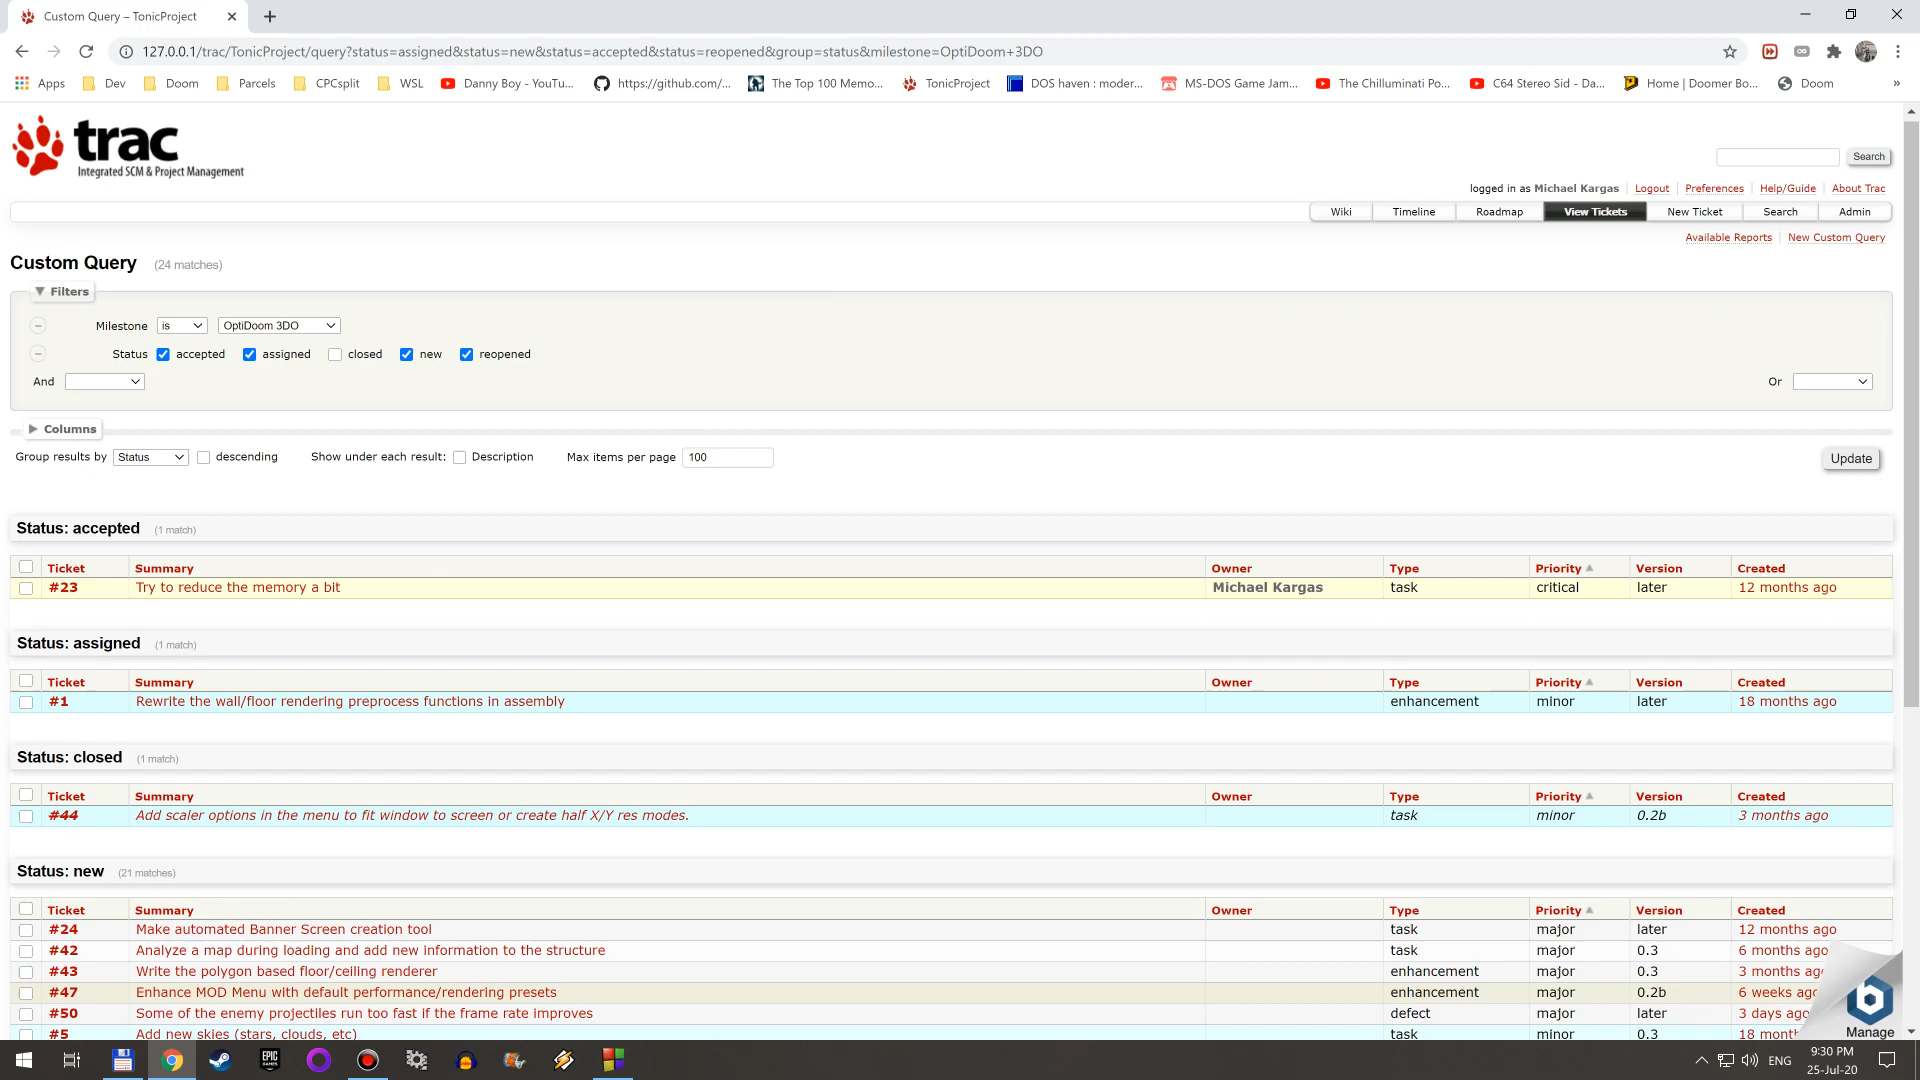 Custom Query – TonicProject
127.0.0.1/trac/TonicProject/query?status=assigned&status=new&status=accepted&status=reopened&group=status&milestone=OptiDoom+3DO
Apps Dev Doom Parcels CPCsplit WSL Danny Boy - YouTu... https://github.com/... The Top 100 Memo... TonicProject DOS haven : moder... MS-DOS Game Jam... The Chilluminati Po... C64 Stereo Sid - Da... Home | Doomer Bo... Doom »
trac
Integrated SCM & Project Management
Search
logged in as Michael Kargas Logout Preferences Help/Guide About Trac
Wiki Timeline Roadmap View Tickets New Ticket Search Admin
Available Reports New Custom Query
Custom Query (24 matches)
Filters
Milestone is OptiDoom 3DO
Status accepted assigned closed new reopened
And Or
Columns
Group results by Status descending Show under each result: Description Max items per page 100 Update
Status: accepted (1 match)
Ticket Summary Owner Type Priority Version Created
#23 Try to reduce the memory a bit Michael Kargas task critical later 12 months ago
Status: assigned (1 match)
Ticket Summary Owner Type Priority Version Created
#1 Rewrite the wall/floor rendering preprocess functions in assembly enhancement minor later 18 months ago
Status: closed (1 match)
Ticket Summary Owner Type Priority Version Created
#44 Add scaler options in the menu to fit window to screen or create half X/Y res modes. task minor 0.2b 3 months ago
Status: new (21 matches)
Ticket Summary Owner Type Priority Version Created
#24 Make automated Banner Screen creation tool task major later 12 months ago
#42 Analyze a map during loading and add new information to the structure task major 0.3 6 months ago
#43 Write the polygon based floor/ceiling renderer enhancement major 0.3 3 months ago
#47 Enhance MOD Menu with default performance/rendering presets enhancement major 0.2b 6 weeks ago
#50 Some of the enemy projectiles run too fast if the frame rate improves defect major later 3 days ago
#5 Add new skies (stars, clouds, etc) task minor 0.3 18 month
Manage
EPIC GAMES
ENG 9:30 PM
25-Jul-20